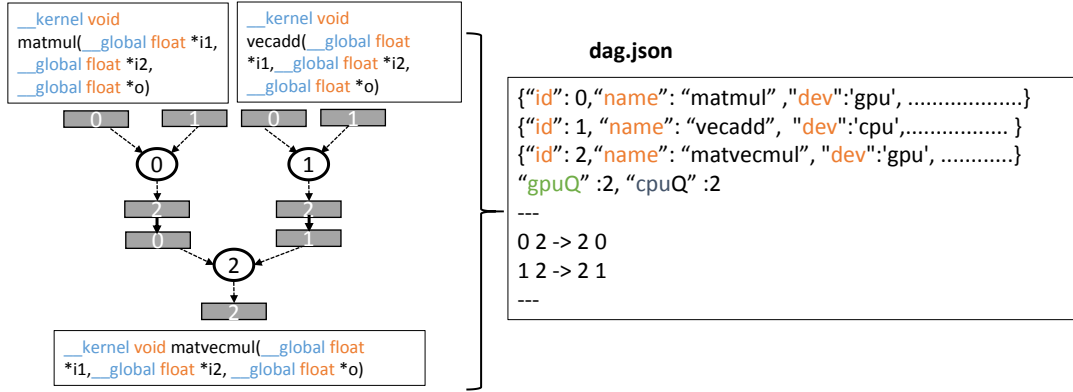 __kernel void
matmul(__global float *i1,
__global float *i2,
__global float *o)
__kernel void
vecadd(__global float
*i1,__global float *i2,
__global float *o)
0 1 0 1
0 1
2 2
0 1
2
2
__kernel void matvecmul(__global float
*i1,__global float *i2, __global float *o)
dag.json
{“id”: 0,“name”: “matmul” ,"dev":'gpu', .....................}
{“id”: 1, “name”: “vecadd”, "dev":'cpu',.................. }
{“id”: 2,“name”: “matvecmul”, "dev":'gpu', .............}
“gpuQ” :2, “cpuQ” :2
---
0 2 -> 2 0
1 2 -> 2 1
---